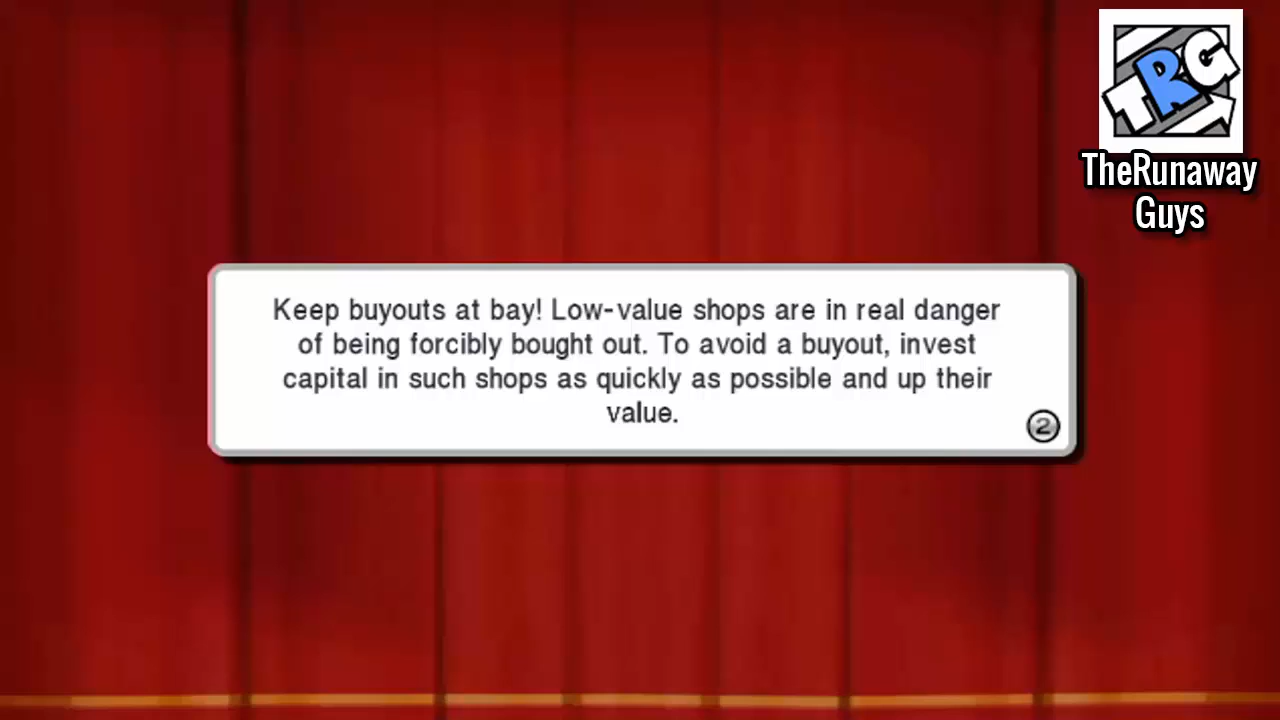 TRG
TheRunaway
Guys
Keep buyouts at bay! Low-value shops are in real danger
of being forcibly bought out. To avoid a buyout, invest
capital in such shops as quickly as possible and up their
value.
2